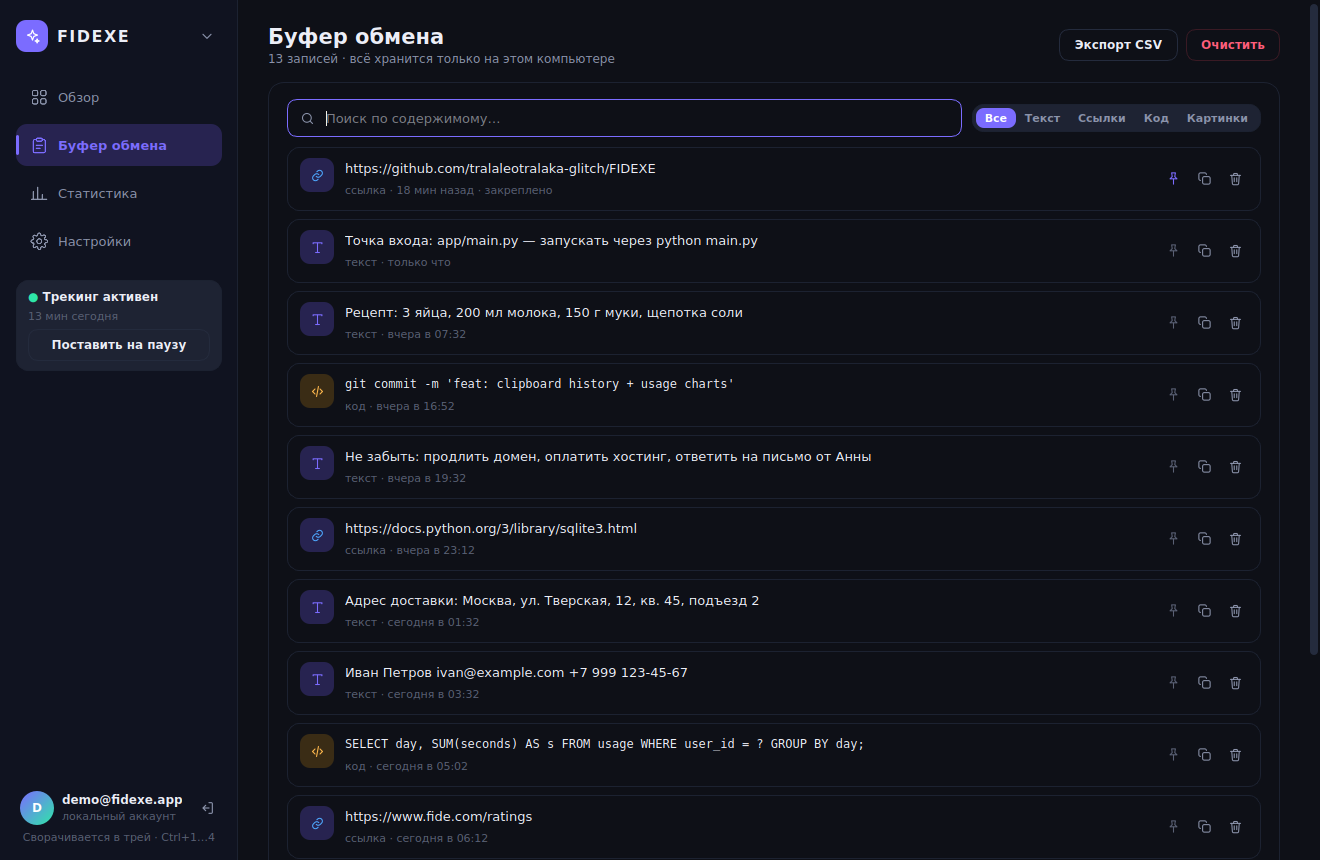 FIDEXE
Обзор
Буфер обмена
Статистика
Настройки
Трекинг активен
13 мин сегодня
Поставить на паузу
D
demo@fidexe.app
локальный аккаунт
Сворачивается в трей · Ctrl+1…4
Буфер обмена
13 записей · всё хранится только на этом компьютере
Экспорт CSV
Очистить
Поиск по содержимому…
Все Текст Ссылки Код Картинки
https://github.com/tralaleotralaka-glitch/FIDEXE
ссылка · 18 мин назад · закреплено
Точка входа: app/main.py — запускать через python main.py
текст · только что
Рецепт: 3 яйца, 200 мл молока, 150 г муки, щепотка соли
текст · вчера в 07:32
git commit -m 'feat: clipboard history + usage charts'
код · вчера в 16:52
Не забыть: продлить домен, оплатить хостинг, ответить на письмо от Анны
текст · вчера в 19:32
https://docs.python.org/3/library/sqlite3.html
ссылка · вчера в 23:12
Адрес доставки: Москва, ул. Тверская, 12, кв. 45, подъезд 2
текст · сегодня в 01:32
Иван Петров ivan@example.com +7 999 123-45-67
текст · сегодня в 03:32
SELECT day, SUM(seconds) AS s FROM usage WHERE user_id = ? GROUP BY day;
код · сегодня в 05:02
https://www.fide.com/ratings
ссылка · сегодня в 06:12